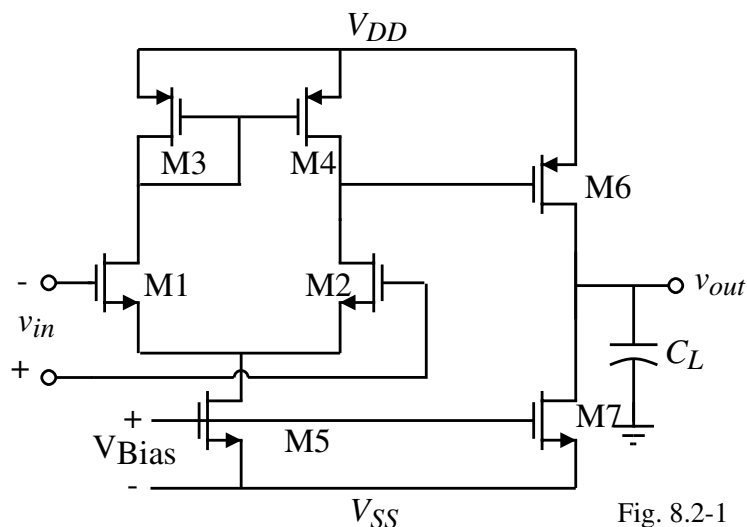 V_DD
M3
M4
M6
-
M1
M2
v_out
v_in
+
C_L
+
M7
V_Bias
M5
-
V_SS
Fig. 8.2-1